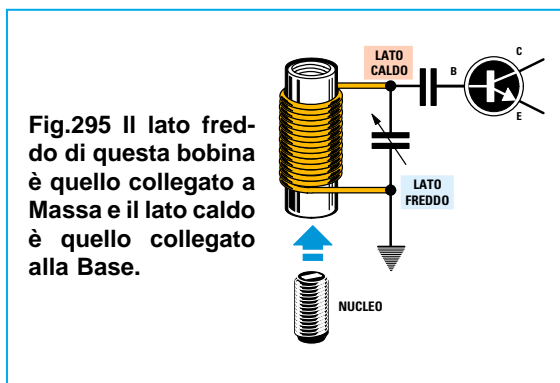 Fig.295 Il lato fred-
do di questa bobina
è quello collegato a
Massa e il lato caldo
è quello collegato
alla Base.
LATO
CALDO
B
C
E
LATO
FREDDO
NUCLEO